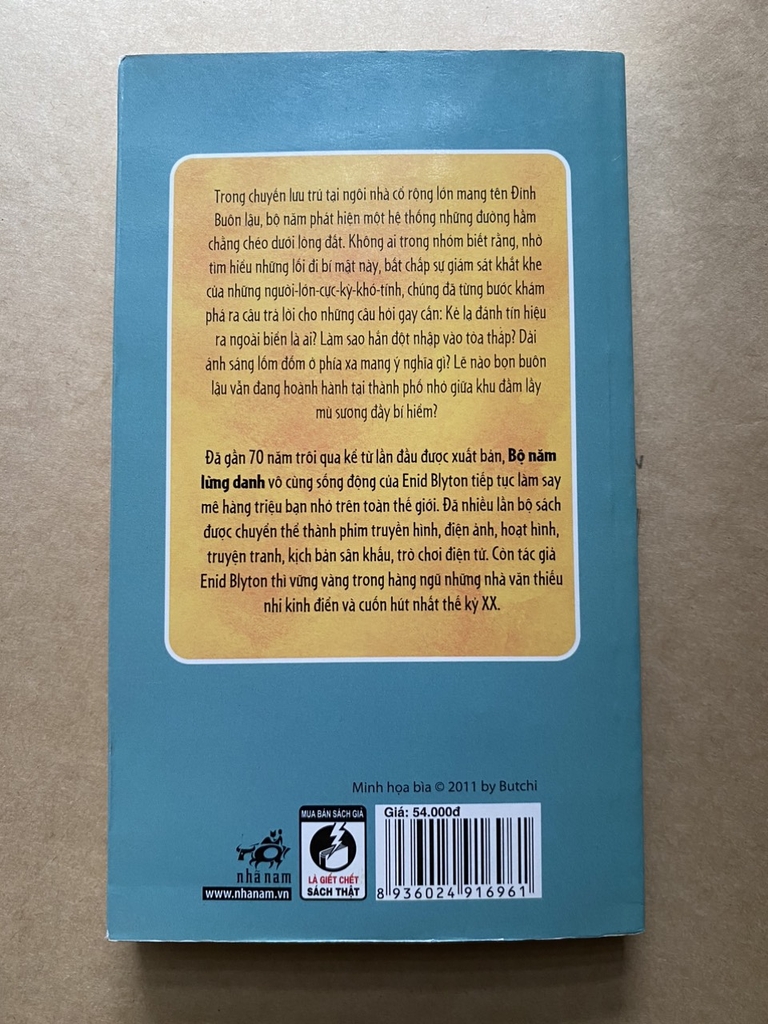 Trong chuyến lưu trú tại ngôi nhà cổ rộng lớn mang tên Đỉnh
Buôn lậu, bộ năm phát hiện một hệ thống những đường hầm
chằng chéo dưới lòng đất. Không ai trong nhóm biết rằng, nhờ
tìm hiểu những lối đi bí mật này, bất chấp sự giám sát khắt khe
của những người-lớn-cực-kỳ-khó-tính, chúng đã từng bước khám
phá ra câu trả lời cho những câu hỏi gay cấn: Kẻ lạ đánh tín hiệu
ra ngoài biển là ai? Làm sao hắn đột nhập vào tòa tháp? Dải
ánh sáng lốm đốm ở phía xa mang ý nghĩa gì? Lẽ nào bọn buôn
lậu vẫn đang hoành hành tại thành phố nhỏ giữa khu đầm lầy
mù sương đầy bí hiểm?
Đã gần 70 năm trôi qua kể từ lần đầu được xuất bản, Bộ năm
lừng danh vô cùng sống động của Enid Blyton tiếp tục làm say
mê hàng triệu bạn nhỏ trên toàn thế giới. Đã nhiều lần bộ sách
được chuyển thể thành phim truyền hình, điện ảnh, hoạt hình,
truyện tranh, kịch bản sân khấu, trò chơi điện tử. Còn tác giả
Enid Blyton thì vững vàng trong hàng ngũ những nhà văn thiếu
nhi kinh điển và cuốn hút nhất thế kỷ XX.
Minh họa bìa © 2011 by Butchi
nhã nam
www.nhanam.vn
MUA BÁN SÁCH GIẢ
LÀ GIẾT CHẾT
SÁCH THẬT
Giá: 54.000đ
8 936024 916961